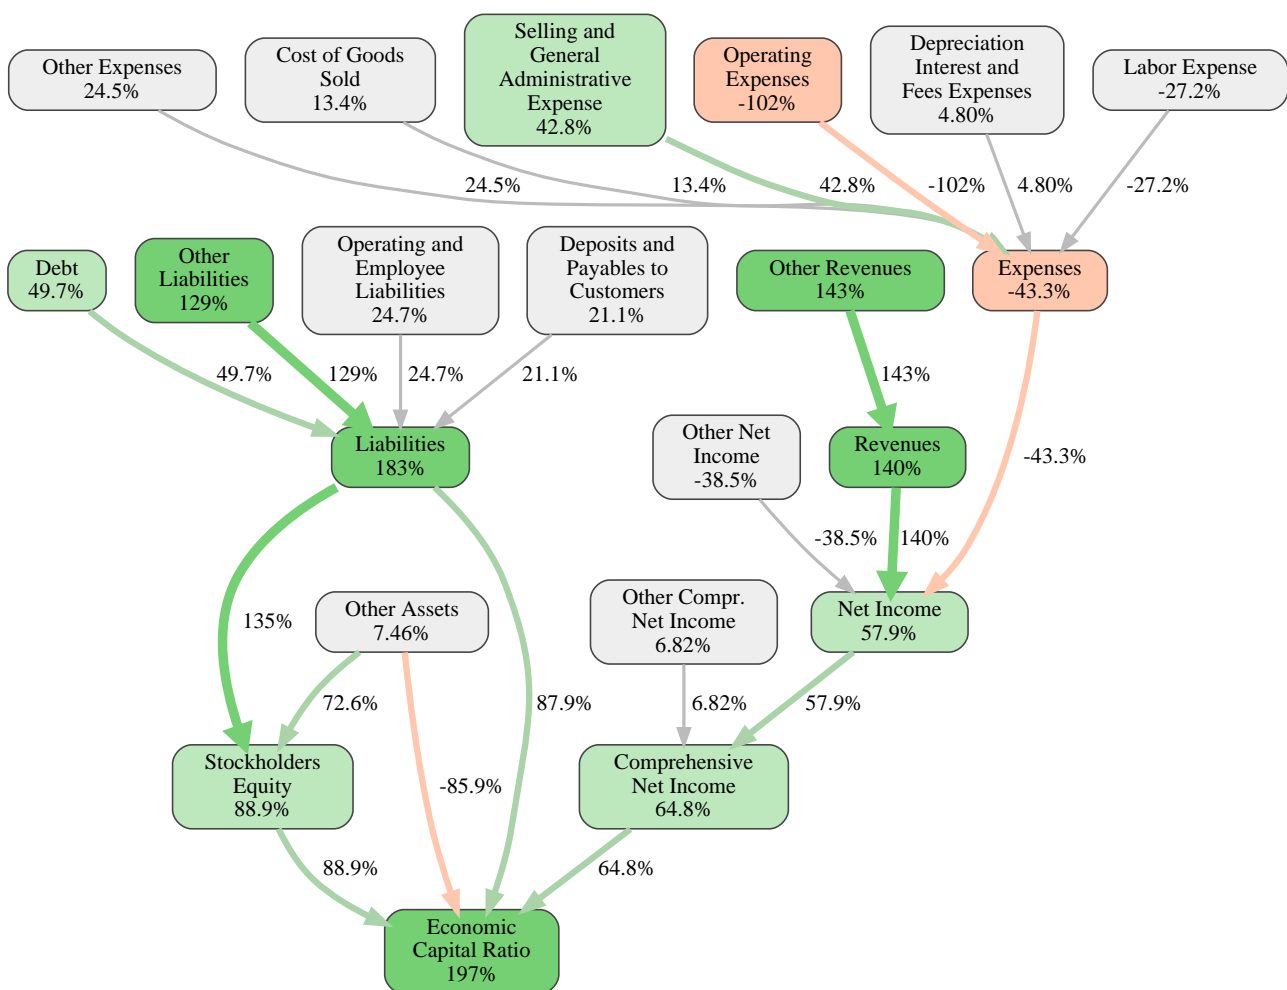 Other Expenses
24.5%
Cost of Goods
Sold
13.4%
Selling and
General
Administrative
Expense
42.8%
Operating
Expenses
-102%
Depreciation
Interest and
Fees Expenses
4.80%
Labor Expense
-27.2%
24.5%
13.4%
42.8%
-102%
4.80%
-27.2%
Debt
49.7%
Other
Liabilities
129%
Operating and
Employee
Liabilities
24.7%
Deposits and
Payables to
Customers
21.1%
Other Revenues
143%
Expenses
-43.3%
49.7%
129%
24.7%
21.1%
143%
Liabilities
183%
Other Net
Income
-38.5%
Revenues
140%
-43.3%
-38.5%
140%
135%
Other Assets
7.46%
Other Compr.
Net Income
6.82%
Net Income
57.9%
72.6%
87.9%
6.82%
57.9%
Stockholders
Equity
88.9%
-85.9%
Comprehensive
Net Income
64.8%
88.9%
64.8%
Economic
Capital Ratio
197%